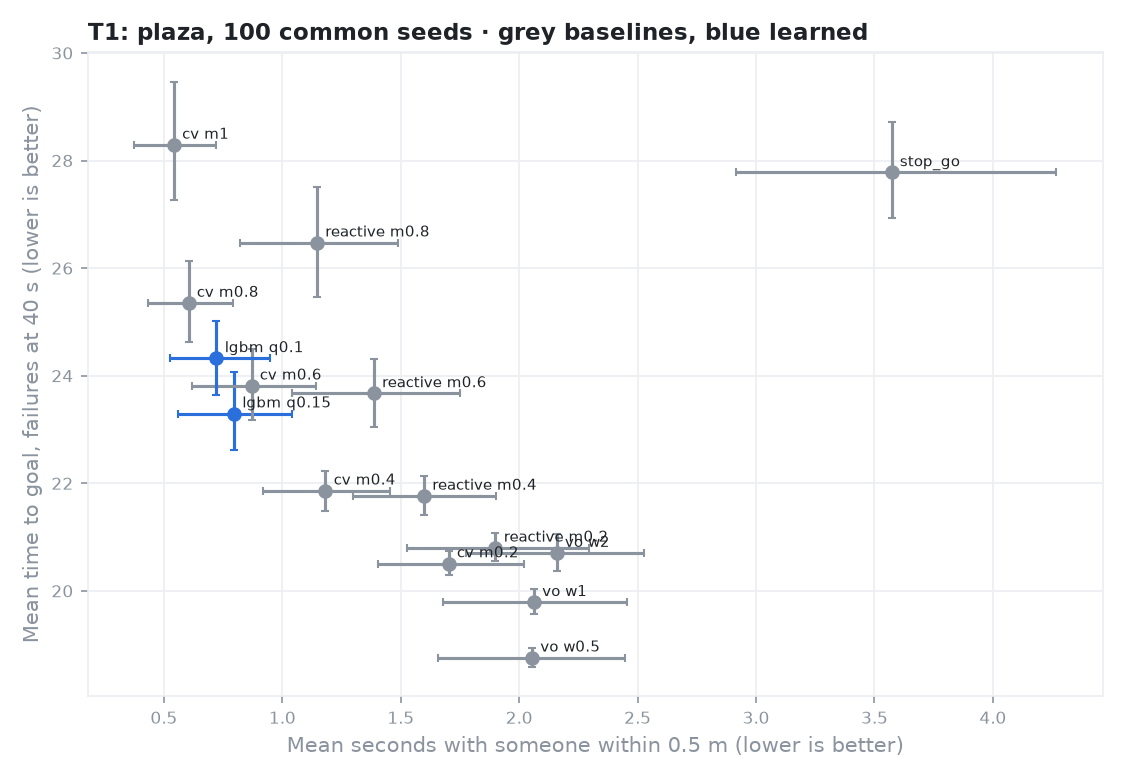 T1: plaza, 100 common seeds · grey baselines, blue learned
Mean time to goal, failures at 40 s (lower is better)
30
28
26
24
22
20
cv m1
stop_go
reactive m0.8
cv m0.8
lgbm q0.1
cv m0.6
reactive m0.6
lgbm q0.15
cv m0.4
reactive m0.4
reactive m0.2
vo w2
cv m0.2
vo w1
vo w0.5
0.5 1.0 1.5 2.0 2.5 3.0 3.5 4.0
Mean seconds with someone within 0.5 m (lower is better)